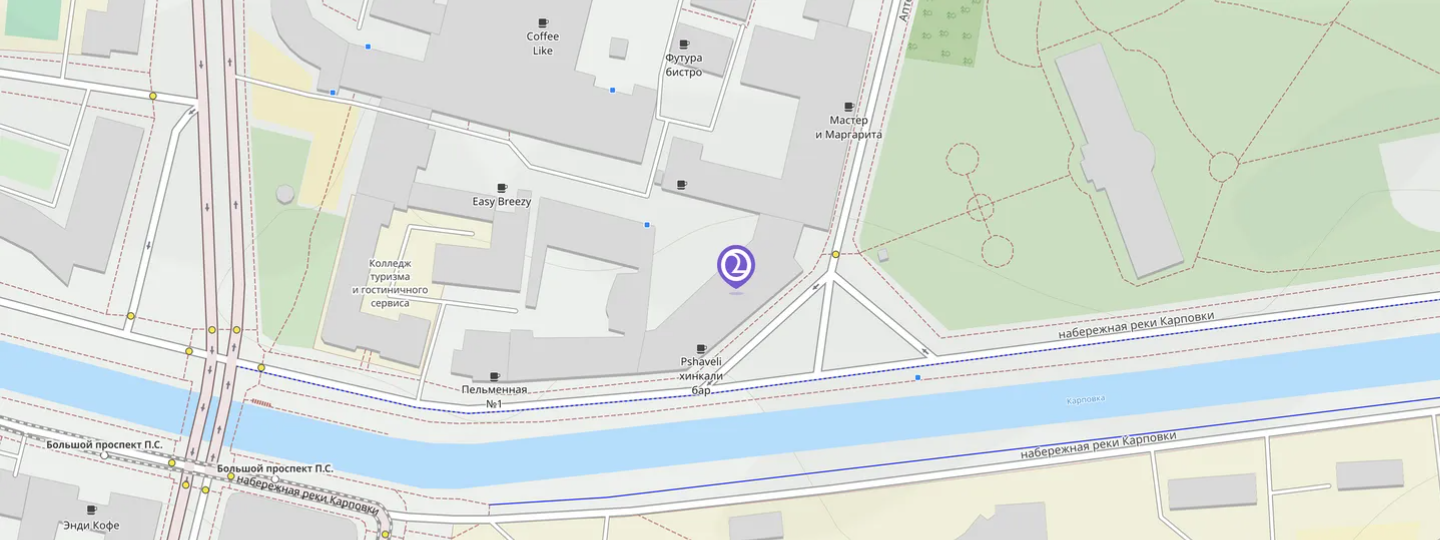 Coffee
Like
Футура
бистро
Мастер
и Маргарита
Easy Breezy
Колледж
туризма
и гостиничного
сервиса
2
набережная реки Карповки
Pshaveli
хинкали
бар
Пельменная
№1
Карповка
набережная реки Карповки
Большой проспект П.С.
Большой проспект П.С.
набережная реки Карповки
Энди Кофе